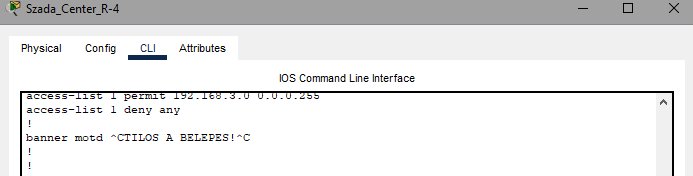 Szada_Center_R-4
Physical Config CLI Attributes
IOS Command Line Interface
access-list 1 permit 192.168.3.0 0.0.0.255
access-list 1 deny any
!
banner motd ^CTILOS A BELEPES!^C
!
!